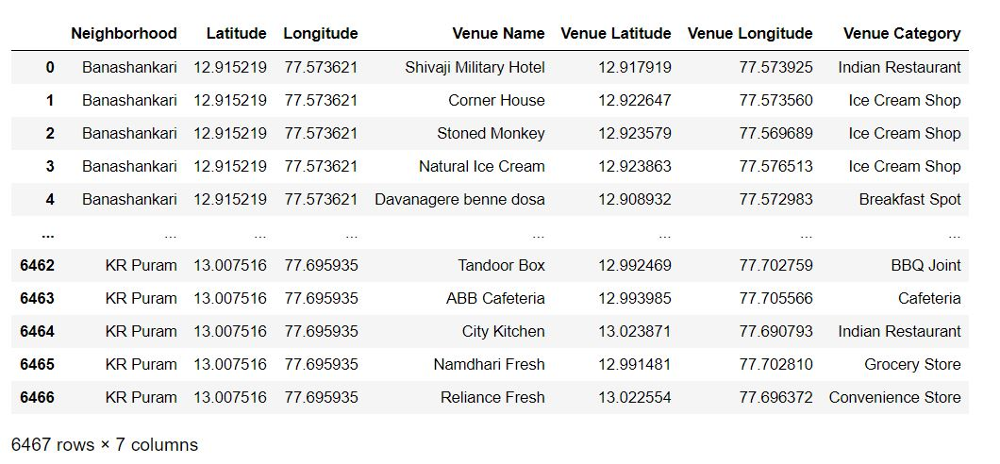 Neighborhood Latitude Longitude Venue Name Venue Latitude Venue Longitude Venue Category
0 Banashankari 12.915219 77.573621 Shivaji Military Hotel 12.917919 77.573925 Indian Restaurant
1 Banashankari 12.915219 77.573621 Corner House 12.922647 77.573560 Ice Cream Shop
2 Banashankari 12.915219 77.573621 Stoned Monkey 12.923579 77.569689 Ice Cream Shop
3 Banashankari 12.915219 77.573621 Natural Ice Cream 12.923863 77.576513 Ice Cream Shop
4 Banashankari 12.915219 77.573621 Davanagere benne dosa 12.908932 77.572983 Breakfast Spot
... ... ... ... ... ... ... ...
6462 KR Puram 13.007516 77.695935 Tandoor Box 12.992469 77.702759 BBQ Joint
6463 KR Puram 13.007516 77.695935 ABB Cafeteria 12.993985 77.705566 Cafeteria
6464 KR Puram 13.007516 77.695935 City Kitchen 13.023871 77.690793 Indian Restaurant
6465 KR Puram 13.007516 77.695935 Namdhari Fresh 12.991481 77.702810 Grocery Store
6466 KR Puram 13.007516 77.695935 Reliance Fresh 13.022554 77.696372 Convenience Store
6467 rows × 7 columns